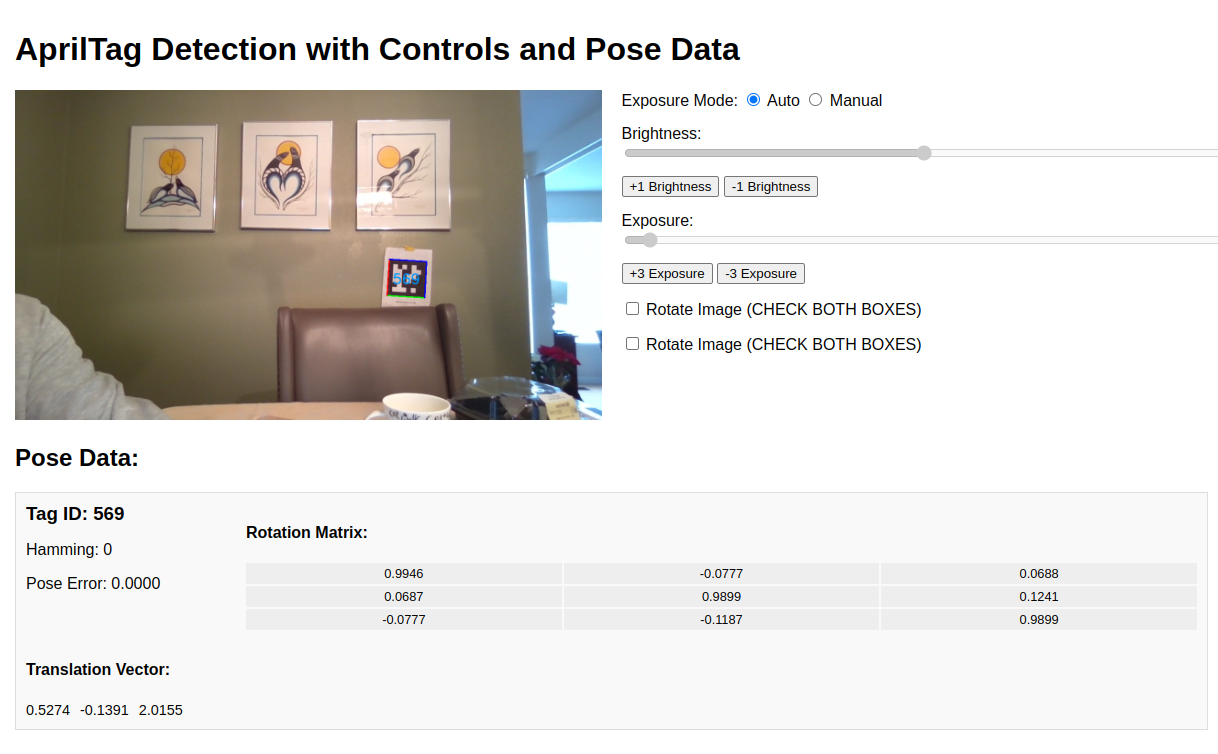 AprilTag Detection with Controls and Pose Data
Exposure Mode: Auto Manual
Brightness:
+1 Brightness -1 Brightness
Exposure:
+3 Exposure -3 Exposure
Rotate Image (CHECK BOTH BOXES)
Rotate Image (CHECK BOTH BOXES)
569
Pose Data:
Tag ID: 569
Hamming: 0
Pose Error: 0.0000
Rotation Matrix:
0.9946 -0.0777 0.0688
0.0687 0.9899 0.1241
-0.0777 -0.1187 0.9899
Translation Vector:
0.5274 -0.1391 2.0155